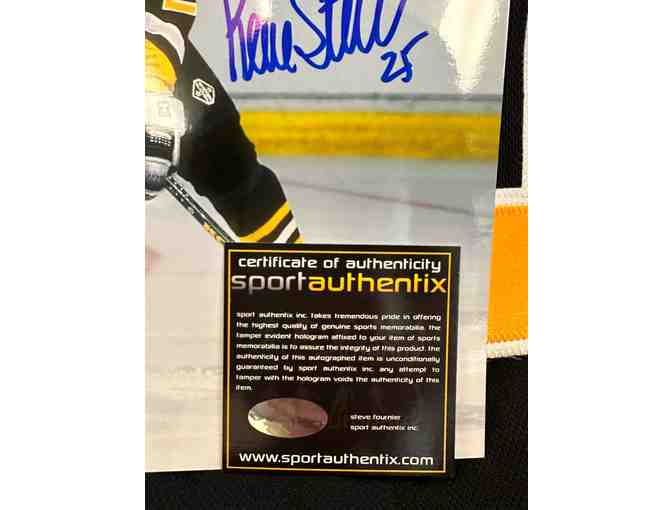 25
certificate of authenticity
sportauthentix
sport authentix inc. takes tremendous pride in offering
the highest quality of genuine sports memorabilia. the
tamper evident hologram affixed to your item of sports
memorabilia is to assure the integrity of this product. the
authenticity of this autographed item is unconditionally
guaranteed by sport authentix inc. any attempt to
tamper with the hologram voids the authenticity of this
item.
steve fournier
sport authentix inc.
www.sportauthentix.com